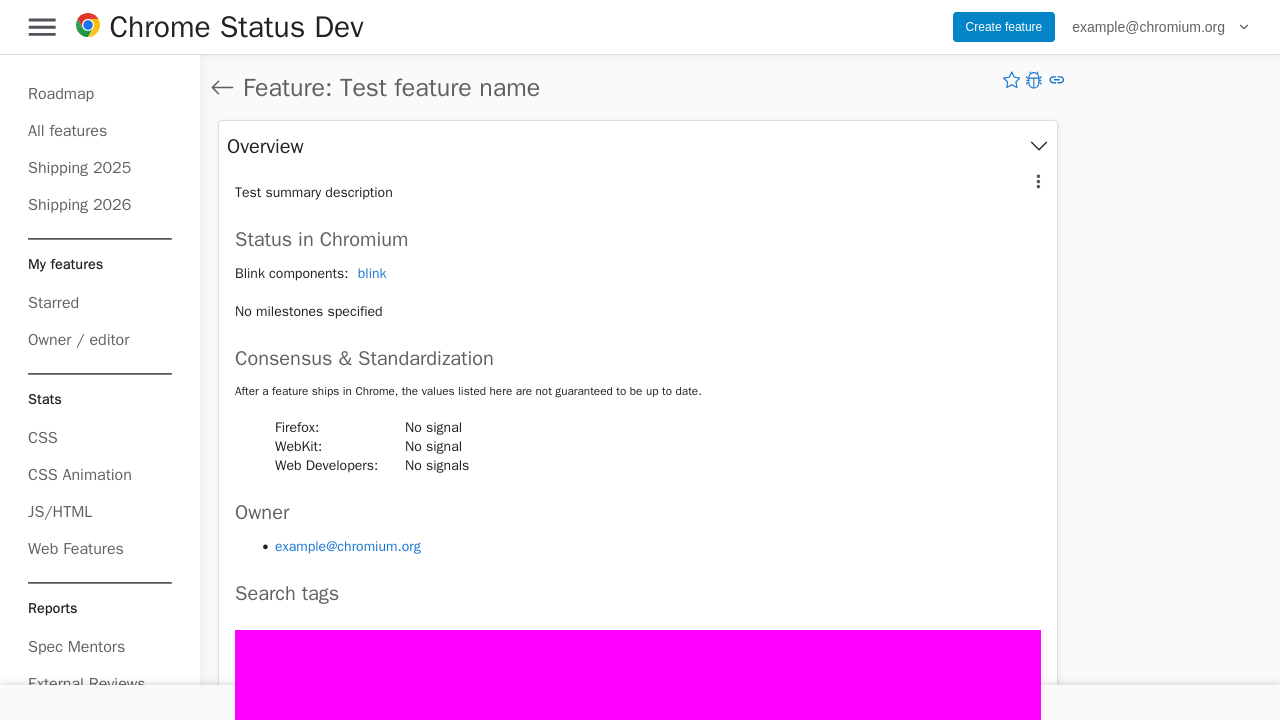 Chrome Status Dev
Create feature
example@chromium.org
Roadmap
All features
Shipping 2025
Shipping 2026
My features
Starred
Owner / editor
Stats
CSS
CSS Animation
JS/HTML
Web Features
Reports
Spec Mentors
External Reviews
Feature: Test feature name
Overview
Test summary description
Status in Chromium
Blink components: blink
No milestones specified
Consensus & Standardization
After a feature ships in Chrome, the values listed here are not guaranteed to be up to date.
Firefox: No signal
WebKit: No signal
Web Developers: No signals
Owner
• example@chromium.org
Search tags